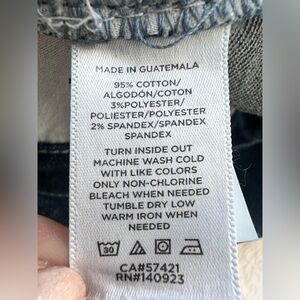 MADE IN GUATEMALA
95% COTTON/
ALGODÓN/COTON
3%POLYESTER/
POLIESTER/POLYESTER
2% SPANDEX/SPANDEX
SPANDEX
TURN INSIDE OUT
MACHINE WASH COLD
WITH LIKE COLORS
ONLY NON-CHLORINE
BLEACH WHEN NEEDED
TUMBLE DRY LOW
WARM IRON WHEN
NEEDED
30
CA#57421
RN#140923